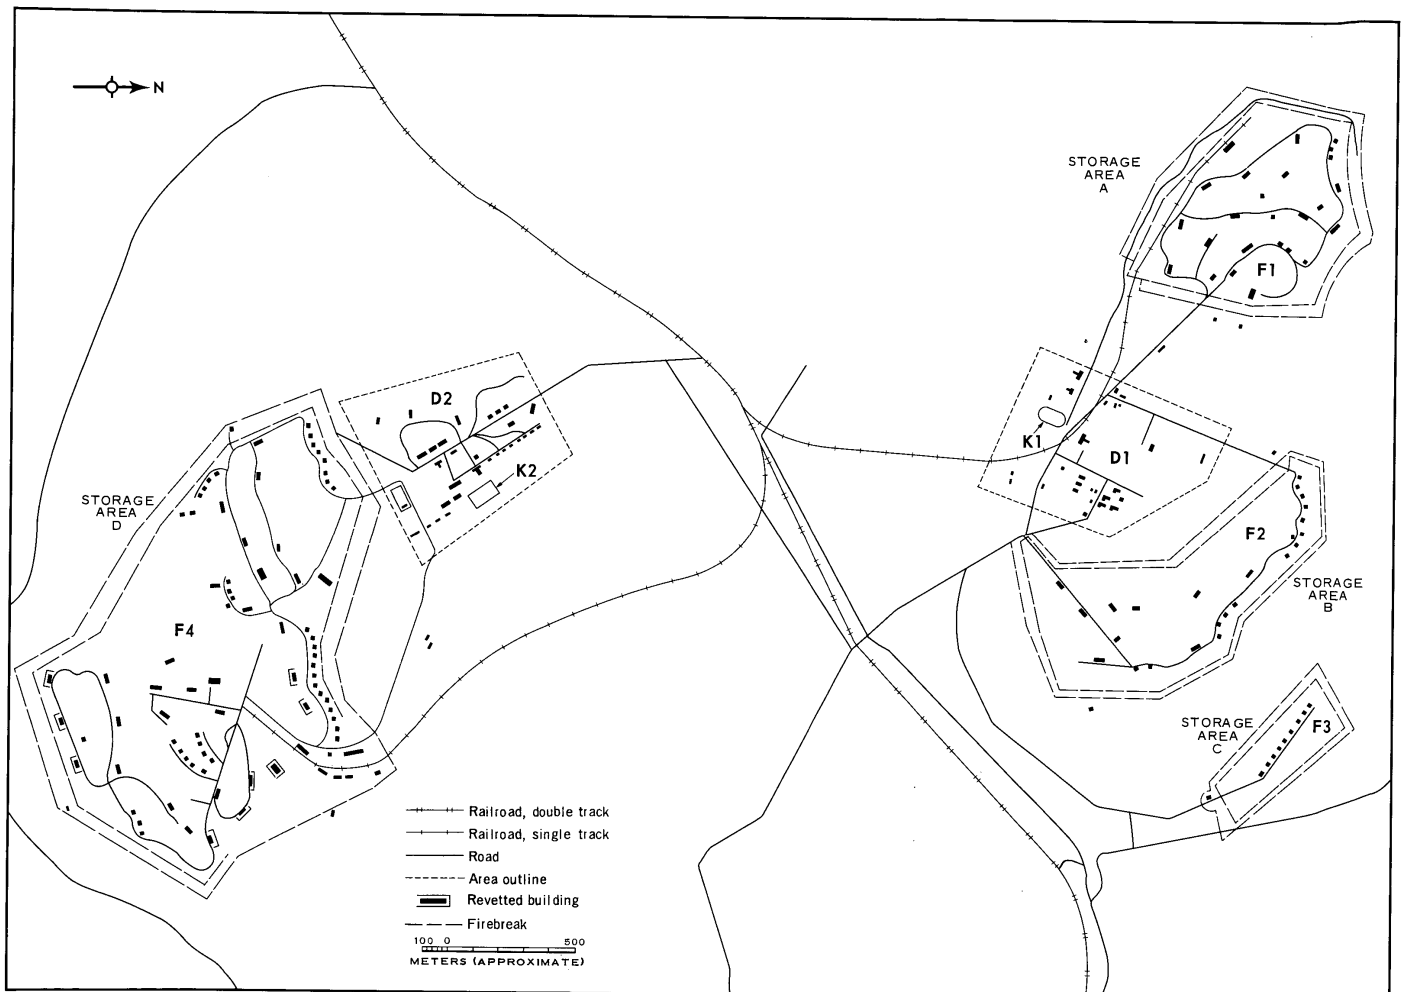 N
STORAGE
AREA
A
F1
D2
K1
D1
K2
STORAGE
AREA
D
F2
STORAGE
AREA
B
F4
STORAGE
AREA
C
F3
Railroad, double track
Railroad, single track
Road
Area outline
Revetted building
Firebreak
100 0 500
METERS (APPROXIMATE)